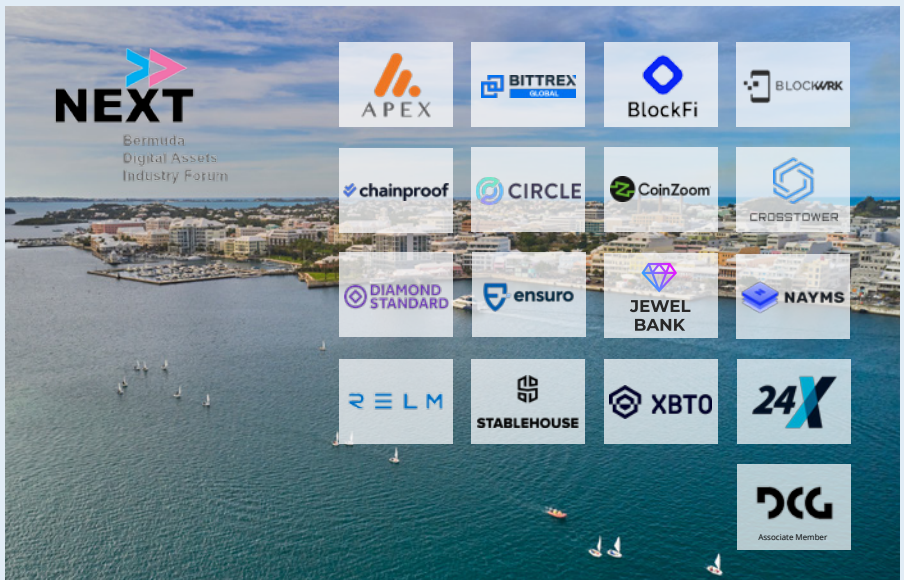 NEXT
Bermuda
Digital Assets
Industry Forum
APEX
BITTREX
GLOBAL
BlockFi
BLOCKWRK
chainproof
CIRCLE
CoinZoom
CROSSTOWER
DIAMOND
STANDARD
ensuro
JEWEL
BANK
NAYMS
RELM
STABLEHOUSE
XBTO
24X
DCG
Associate Member